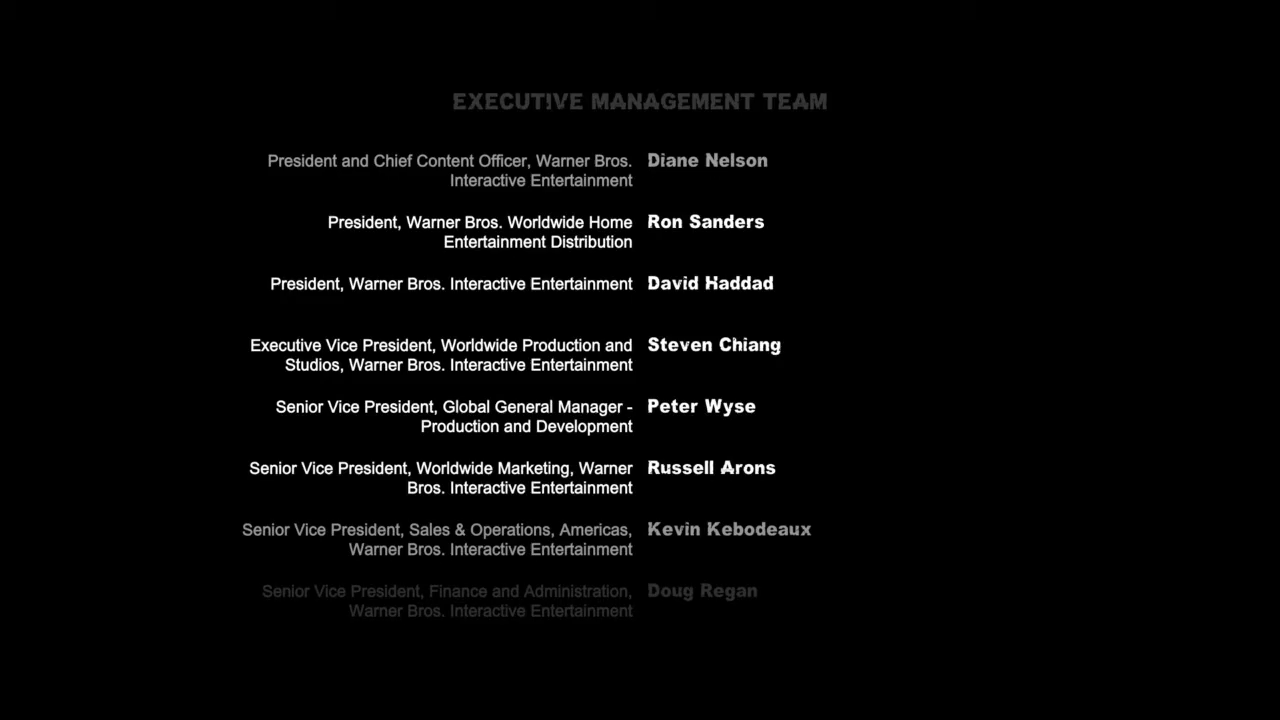 EXECUTIVE MANAGEMENT TEAM
President and Chief Content Officer, Warner Bros. Diane Nelson
Interactive Entertainment
President, Warner Bros. Worldwide Home Ron Sanders
Entertainment Distribution
President, Warner Bros. Interactive Entertainment David Haddad
Executive Vice President, Worldwide Production and Steven Chiang
Studios, Warner Bros. Interactive Entertainment
Senior Vice President, Global General Manager - Peter Wyse
Production and Development
Senior Vice President, Worldwide Marketing, Warner Russell Arons
Bros. Interactive Entertainment
Senior Vice President, Sales & Operations, Americas, Kevin Kebodeaux
Warner Bros. Interactive Entertainment
Senior Vice President, Finance and Administration, Doug Regan
Warner Bros. Interactive Entertainment